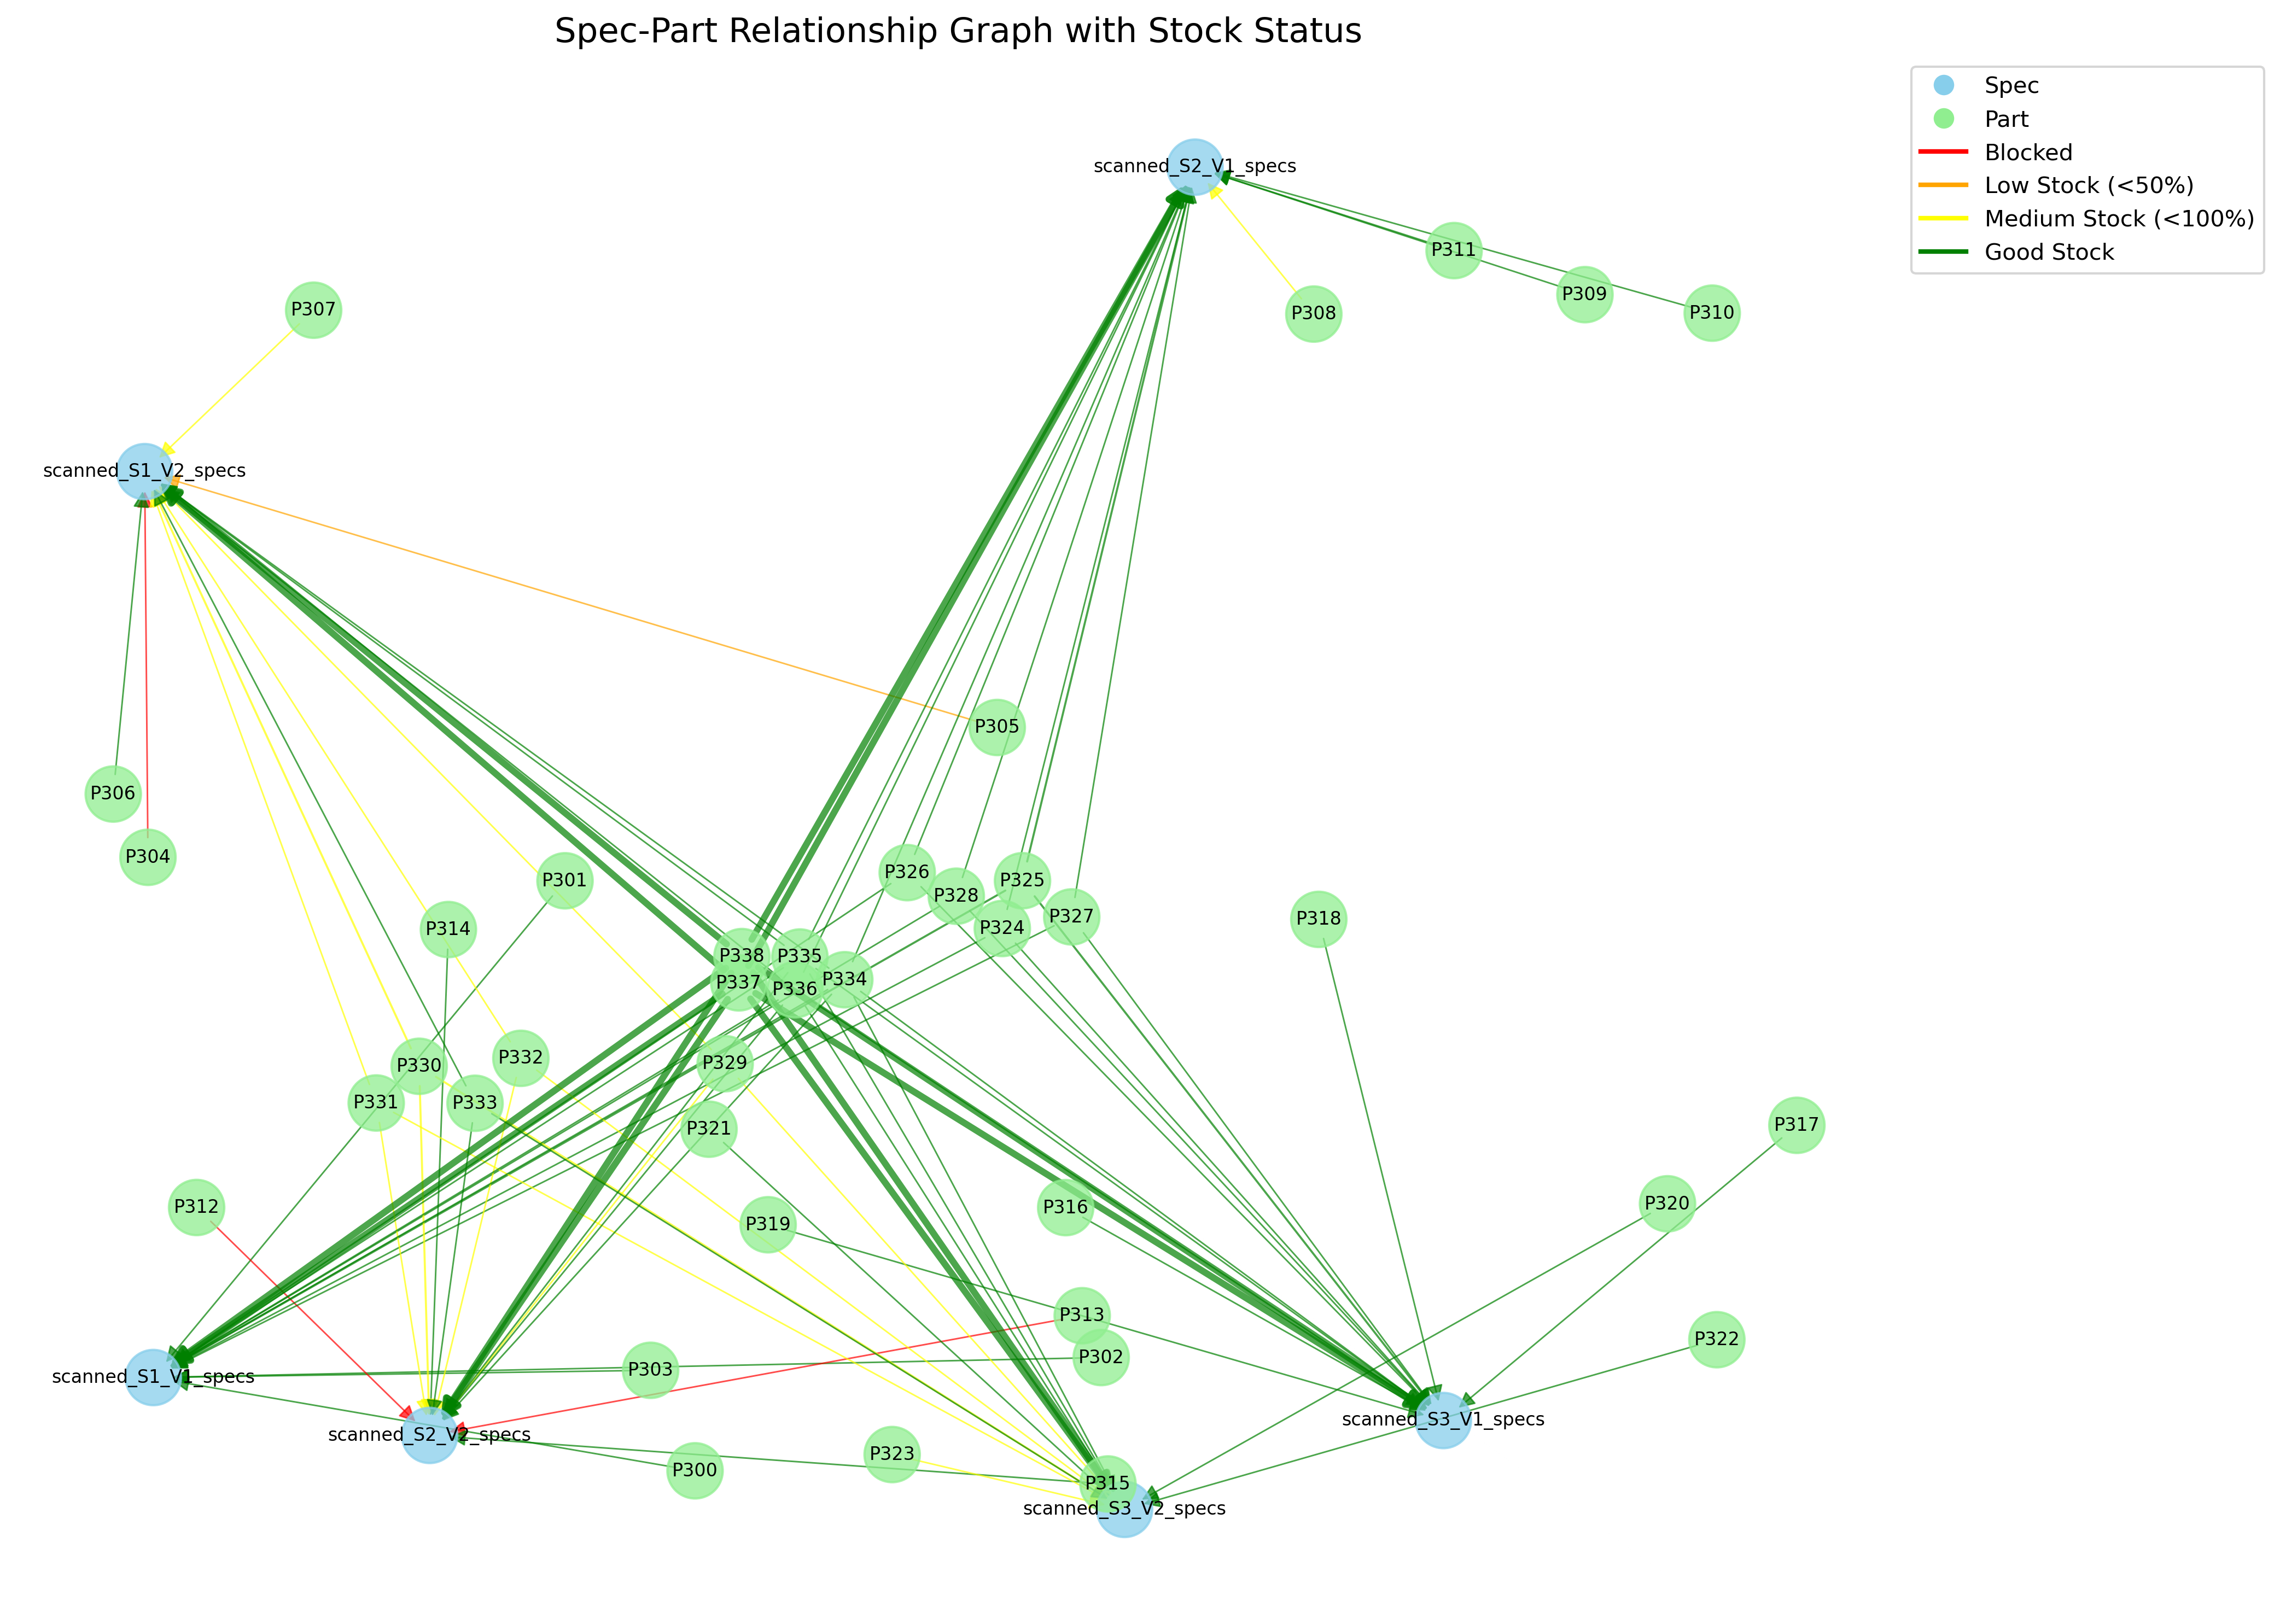 Spec-Part Relationship Graph with Stock Status
Spec
Part
Blocked
Low Stock (<50%)
Medium Stock (<100%)
Good Stock
scanned_S2_V1_specs
P311
P309
P310
P308
P307
scanned_S1_V2_specs
P305
P306
P304
P301
P326
P325
P328
P327
P318
P314
P324
P338
P335
P334
P337
P336
P332
P329
P330
P331
P333
P321
P317
P312
P316
P320
P319
P313
P322
P302
P303
scanned_S1_V1_specs
scanned_S3_V1_specs
scanned_S2_V2_specs
P323
P300
P315
scanned_S3_V2_specs